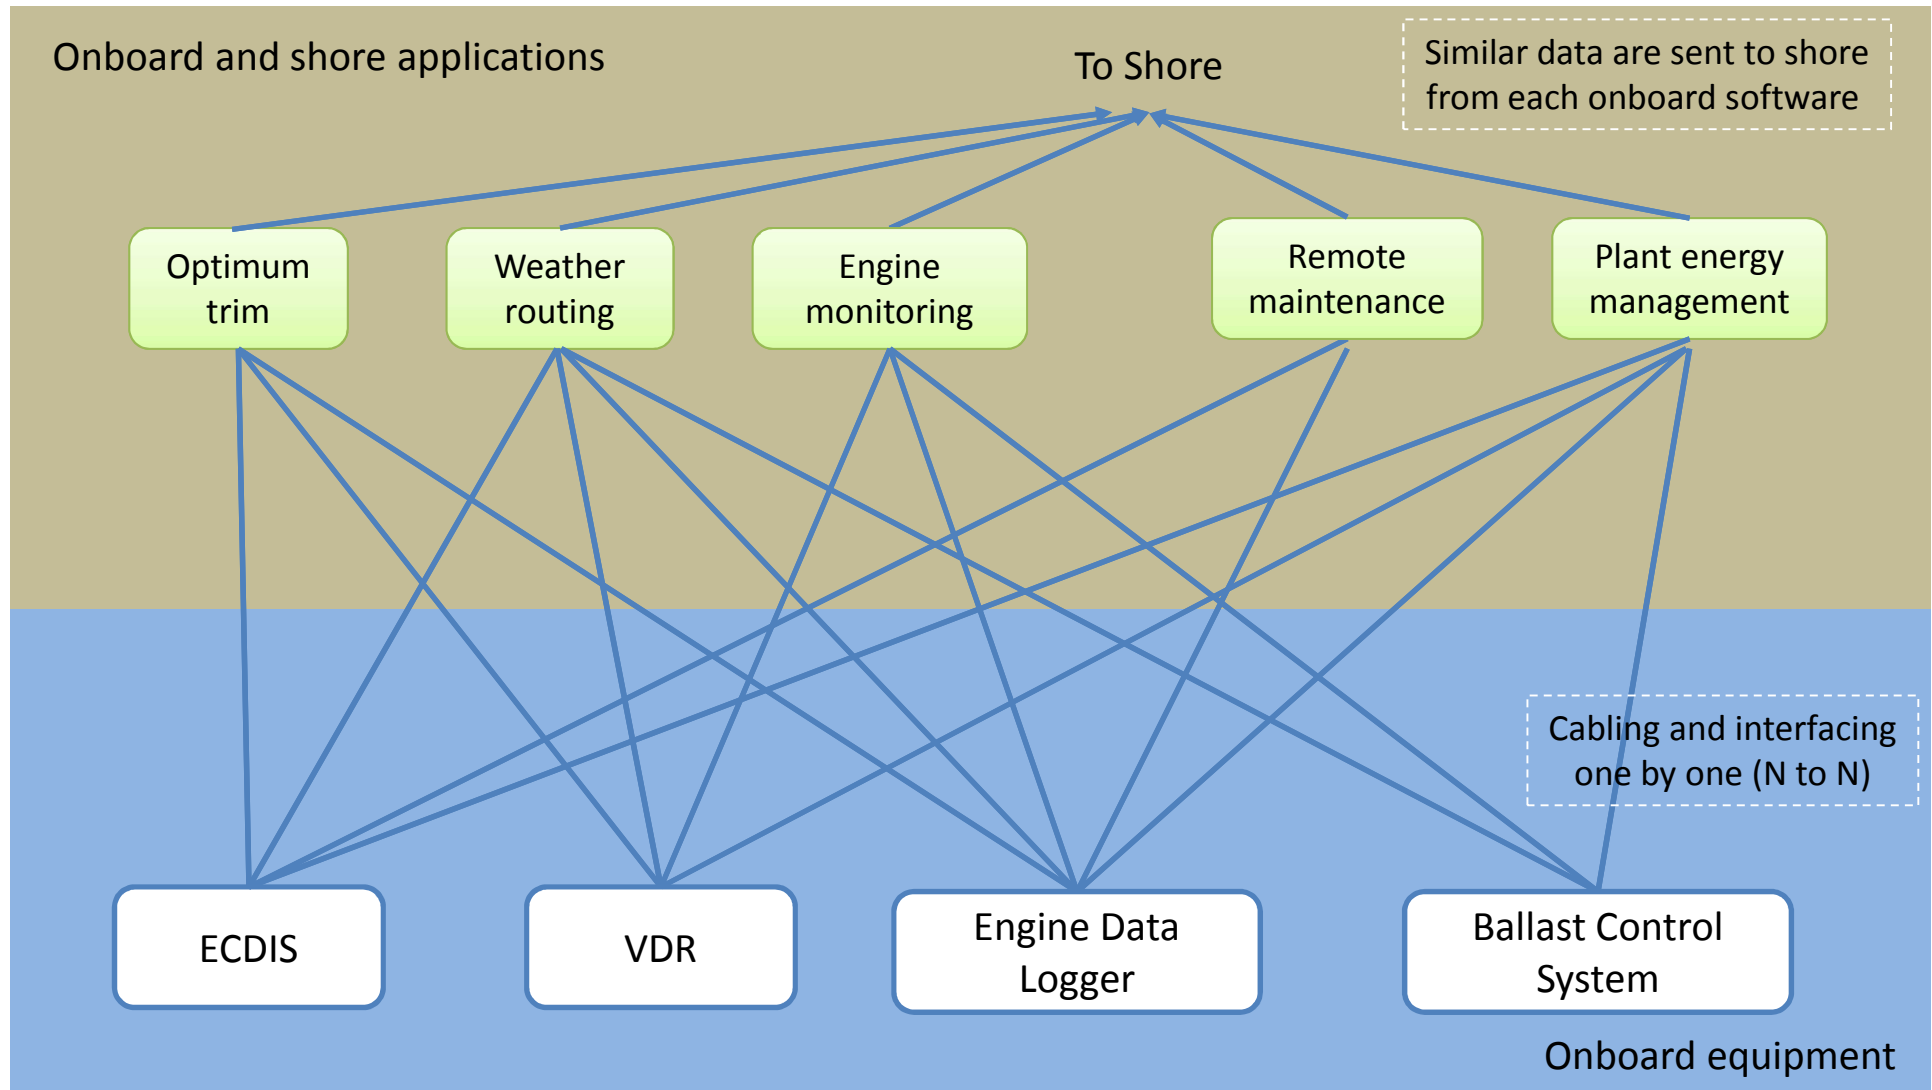 Onboard and shore applications
To Shore
Similar data are sent to shore
from each onboard software
Optimum
trim
Weather
routing
Engine
monitoring
Remote
maintenance
Plant energy
management
Cabling and interfacing
one by one (N to N)
ECDIS
VDR
Engine Data
Logger
Ballast Control
System
Onboard equipment